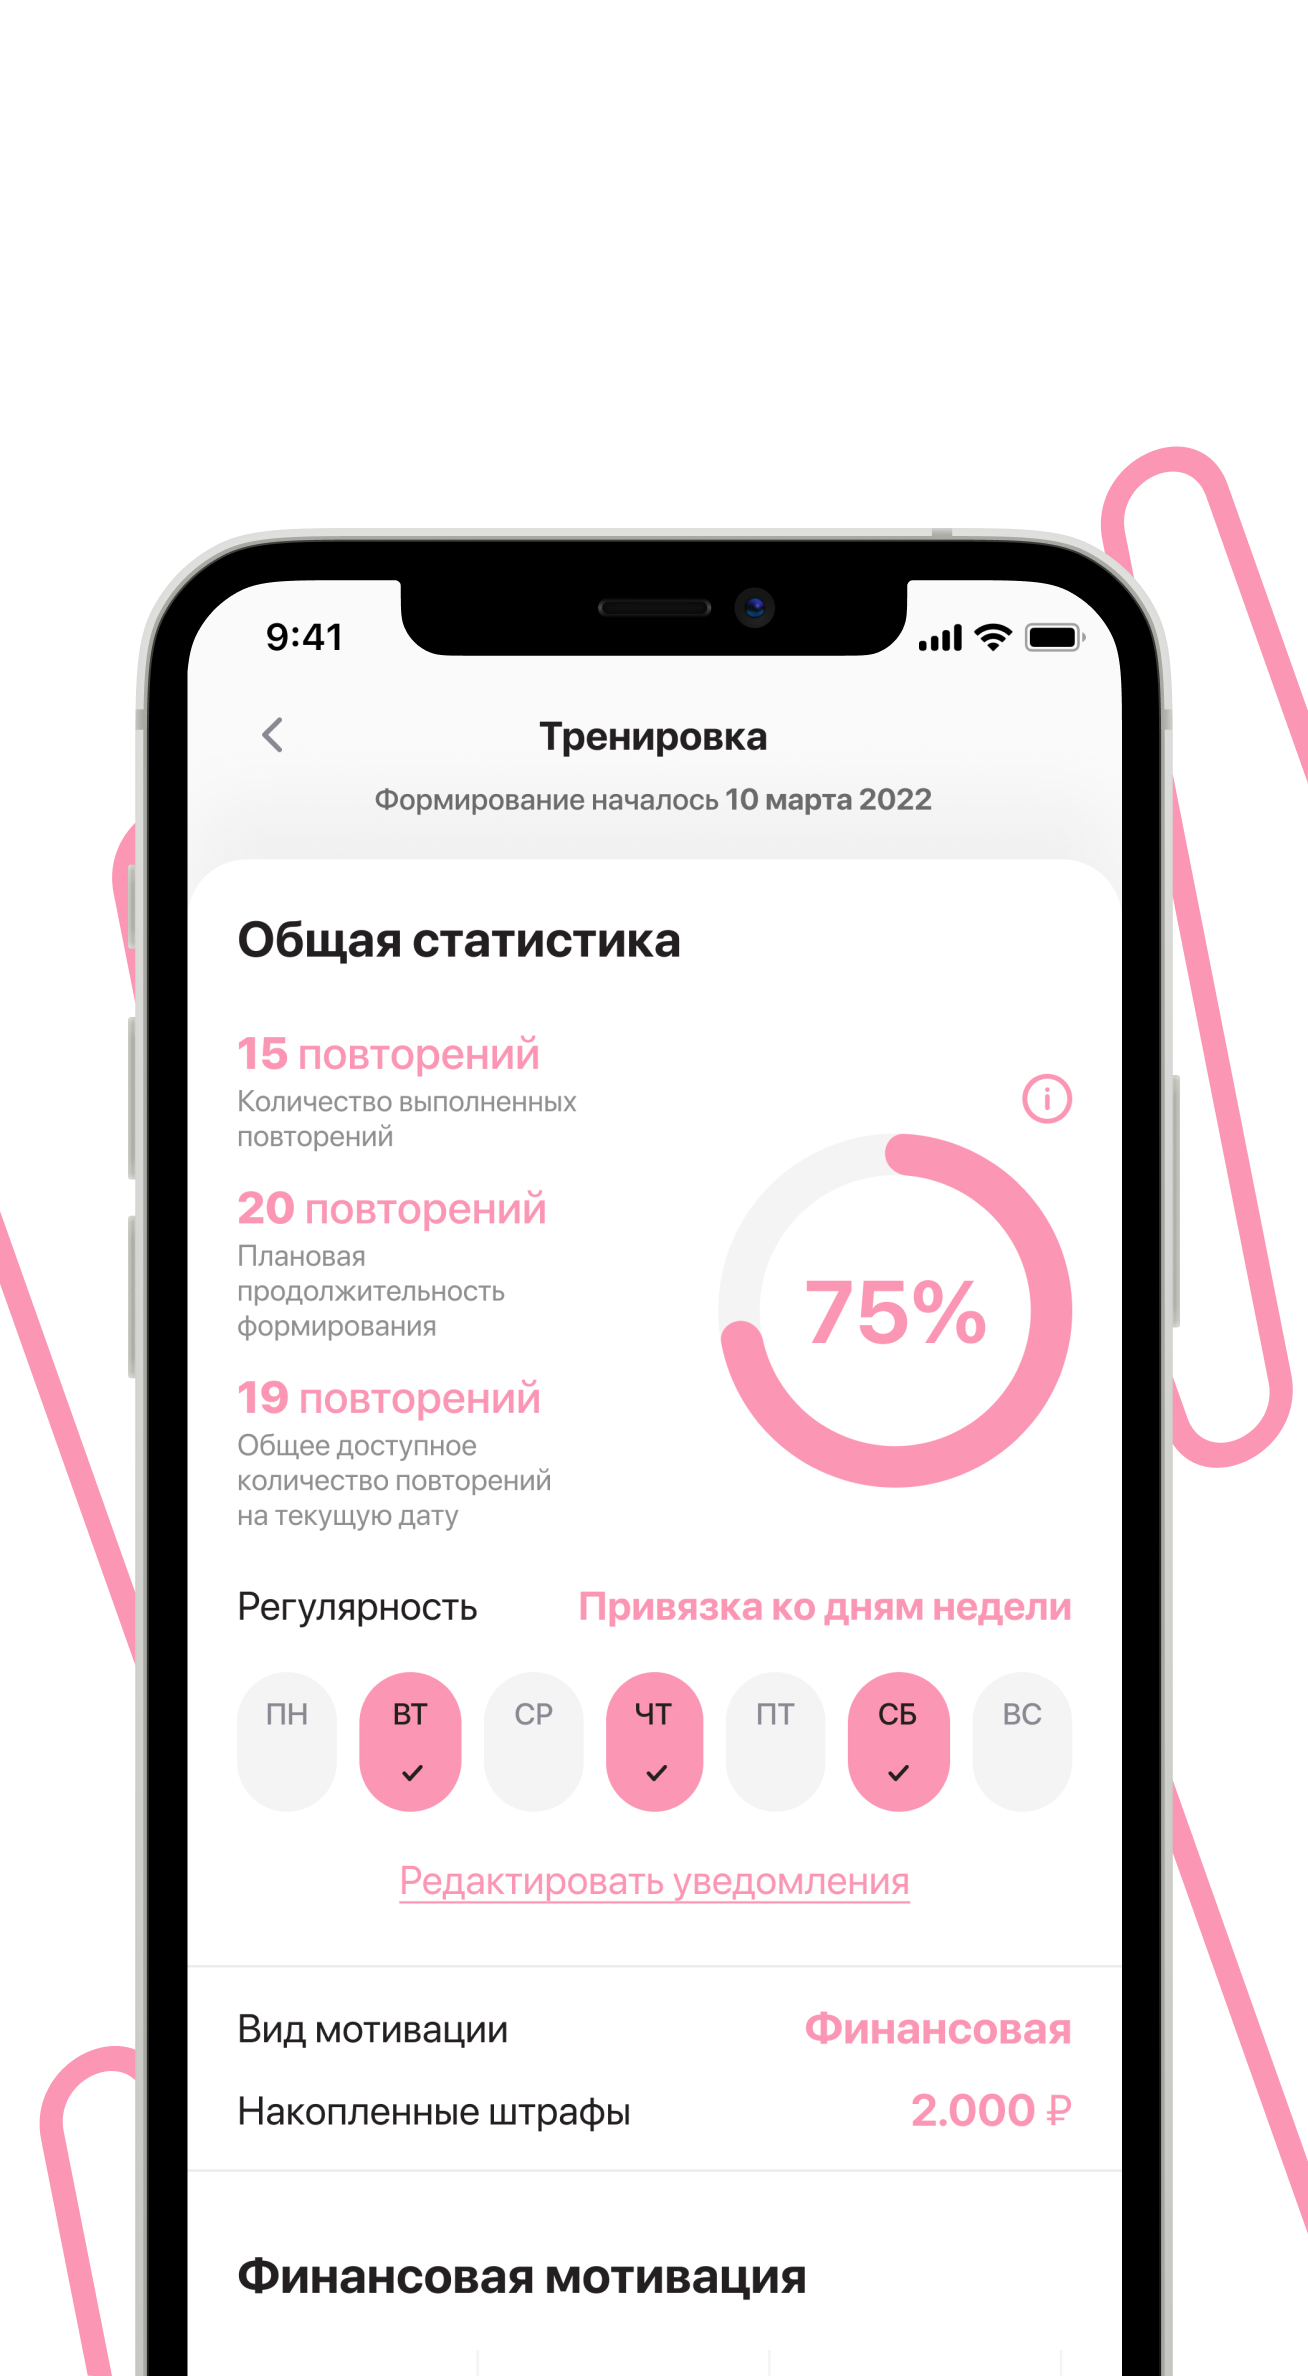 9:41
Тренировка
Формирование началось 10 марта 2022
Общая статистика
15 повторений
Количество выполненных
повторений
20 повторений
Плановая
продолжительность
формирования
19 повторений
Общее доступное
количество повторений
на текущую дату
75%
Регулярность Привязка ко дням недели
ПН ВТ СР ЧТ ПТ СБ ВС
Редактировать уведомления
Вид мотивации Финансовая
Накопленные штрафы 2.000 ₽
Финансовая мотивация